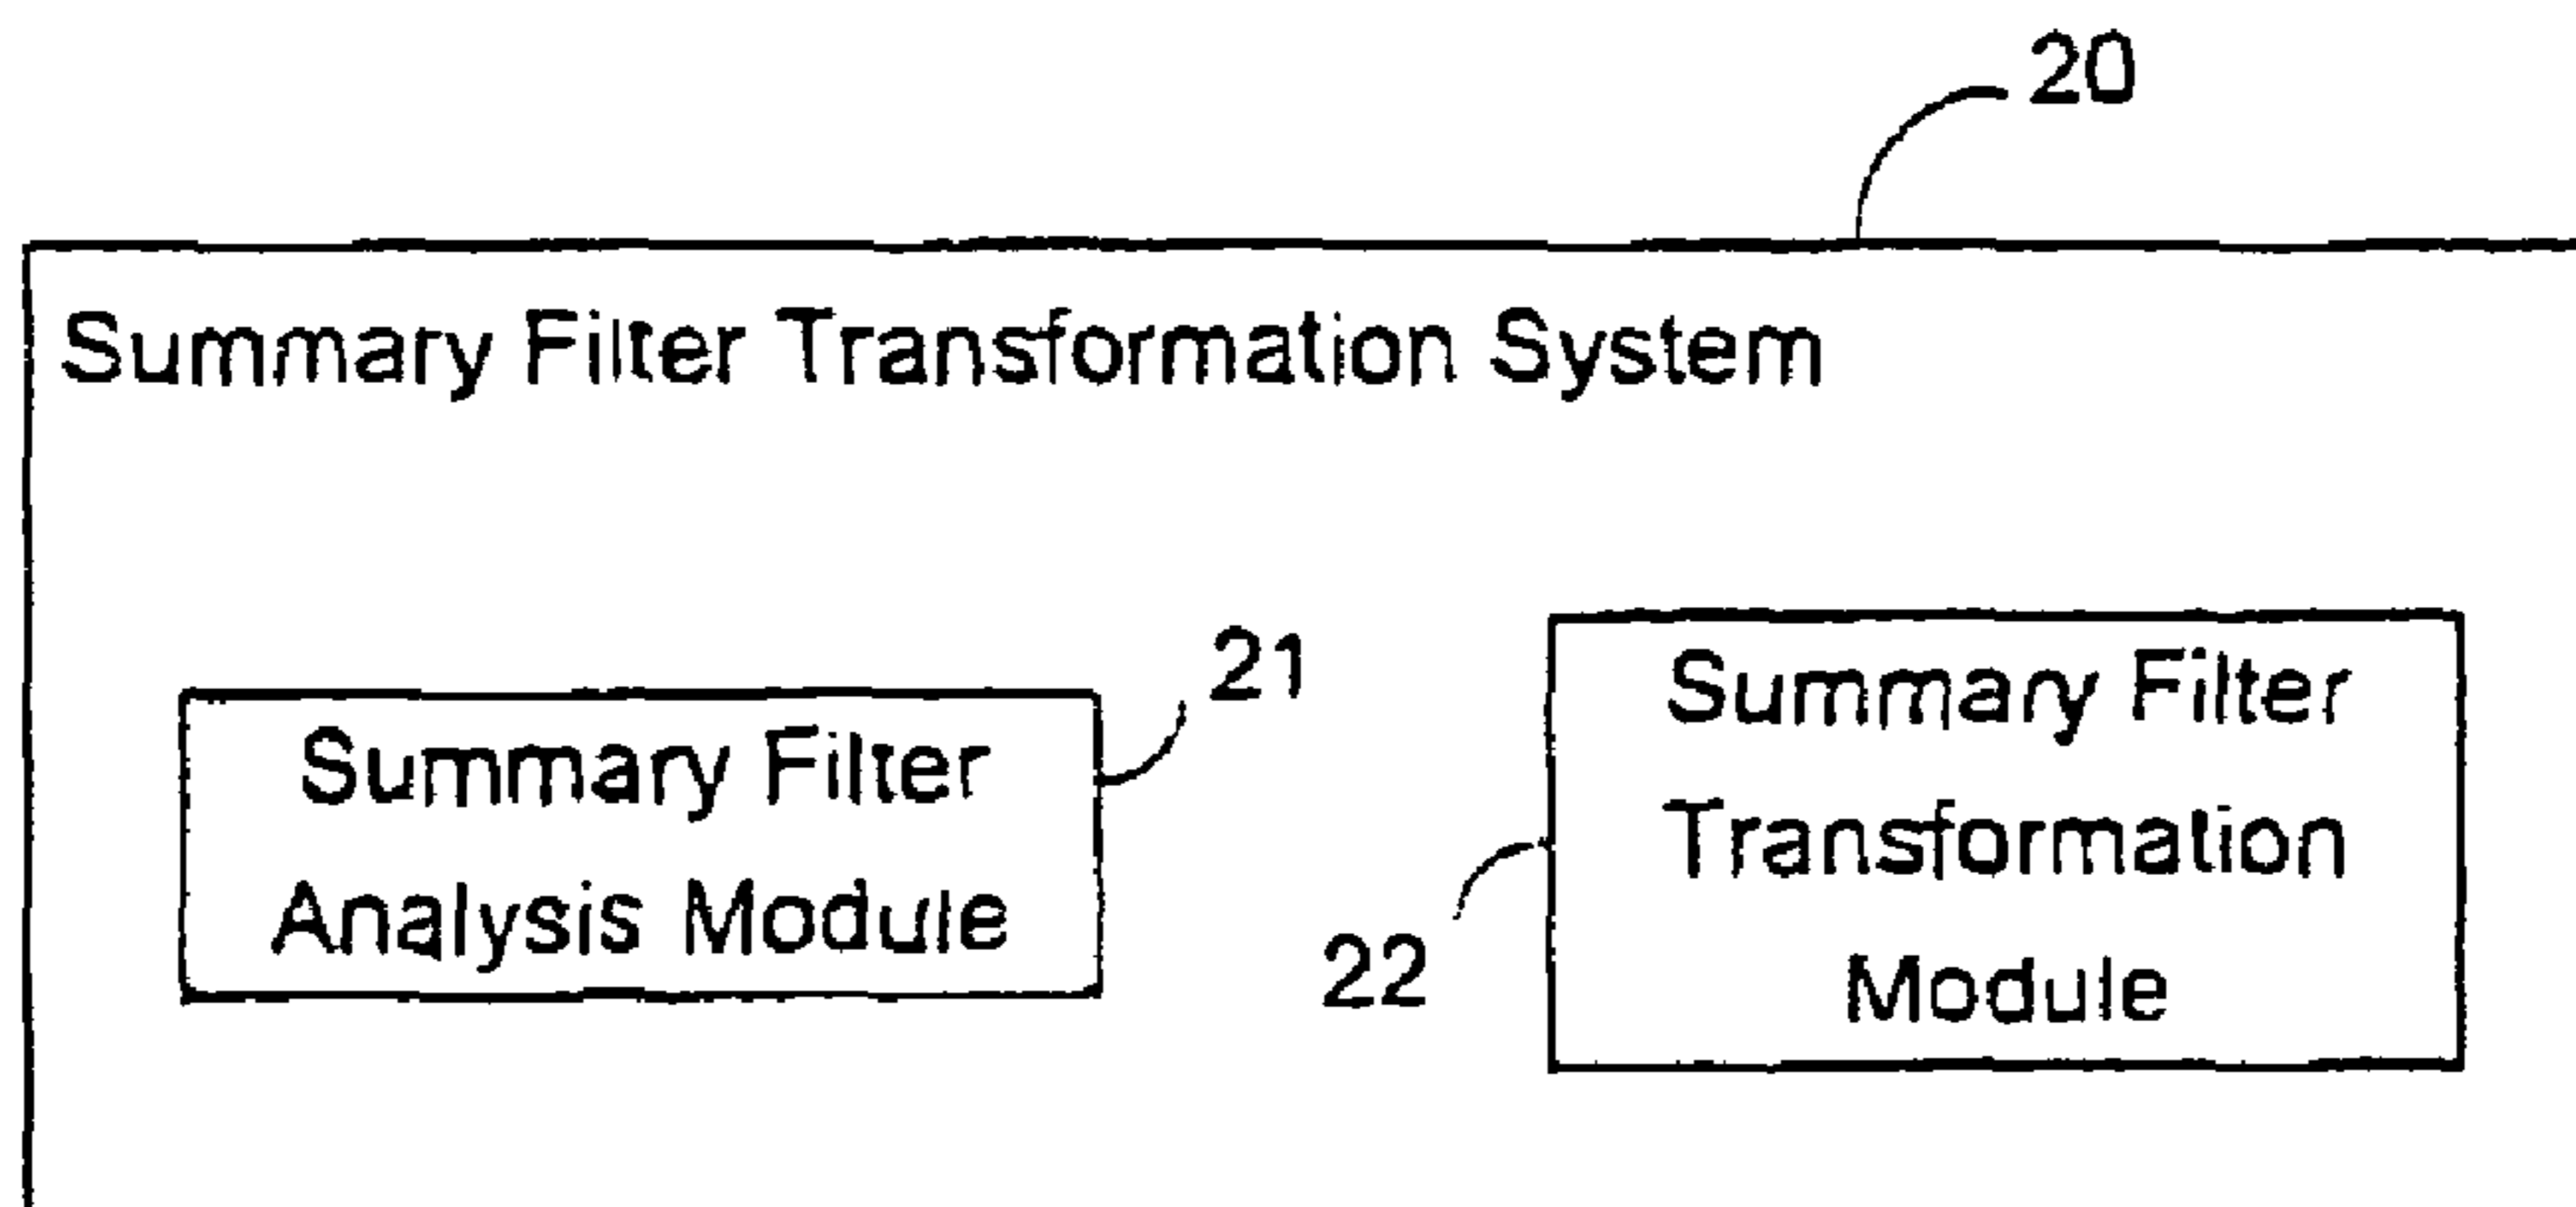 20
Summary Filter Transformation System
21
Summary Filter
Analysis Module
22
Summary Filter
Transformation
Module